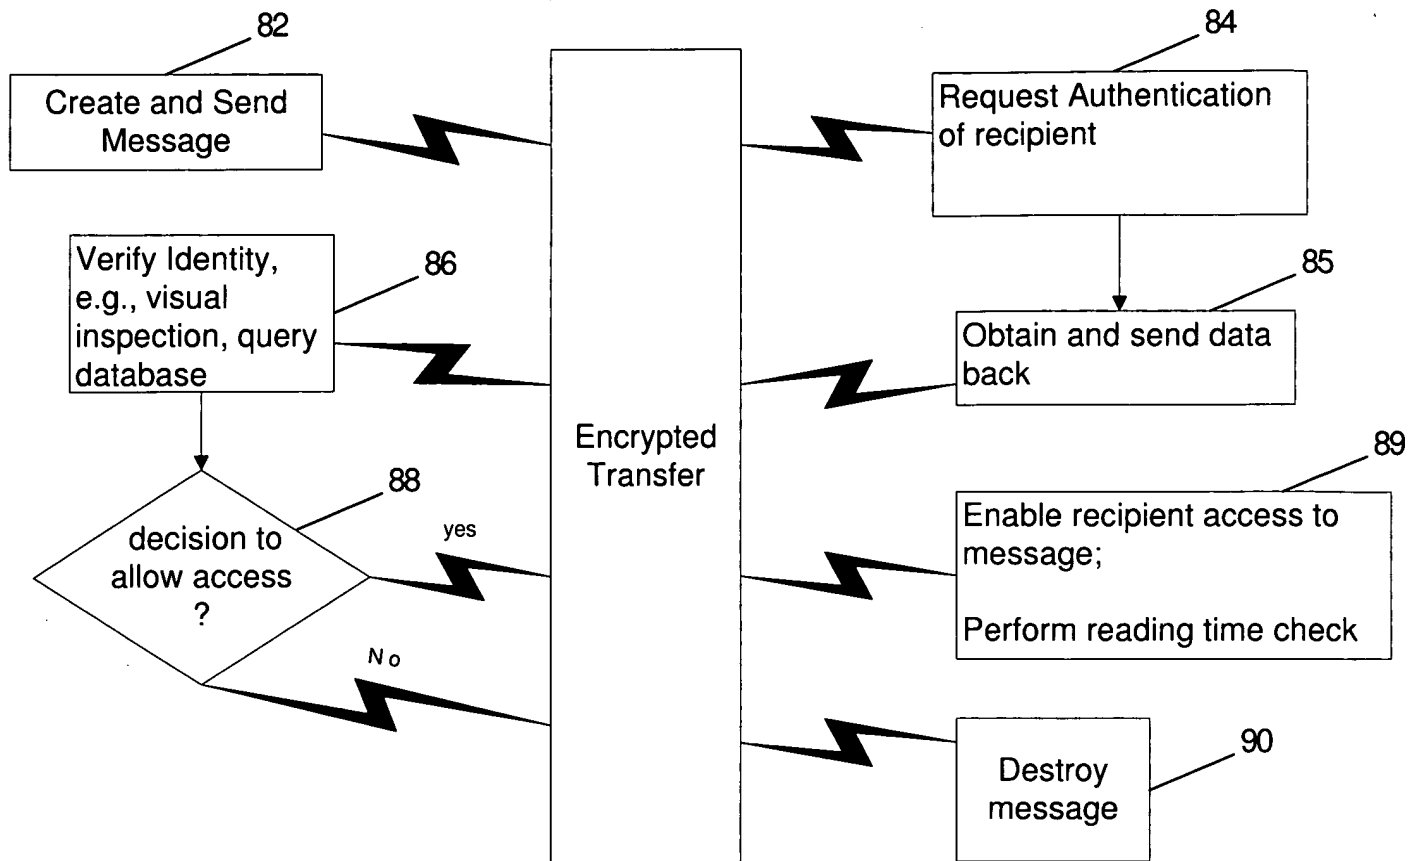 82
Create and Send
Message
84
Request Authentication
of recipient
Verify Identity,
e.g., visual
inspection, query
database
86
85
Obtain and send data
back
Encrypted
Transfer
88
decision to
allow access
?
yes
No
89
Enable recipient access to
message;
Perform reading time check
90
Destroy
message